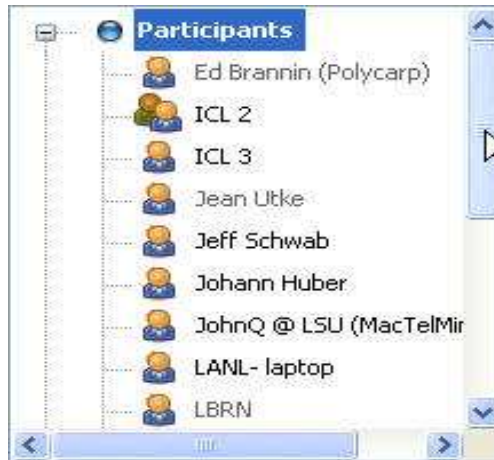 Participants
Ed Brannin (Polycarp)
ICL 2
ICL 3
Jean Utke
Jeff Schwab
Johann Huber
JohnQ @ LSU (MacTelMir
LANL- laptop
LBRN